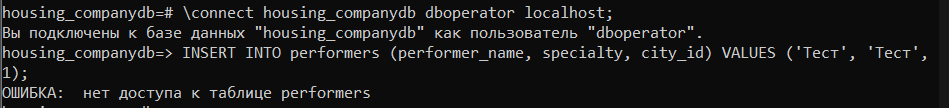 housing_companydb=# \connect housing_companydb dboperator localhost;
Вы подключены к базе данных "housing_companydb" как пользователь "dboperator".
housing_companydb=> INSERT INTO performers (performer_name, specialty, city_id) VALUES ('Тест', 'Тест',
1);
ОШИБКА:  нет доступа к таблице performers